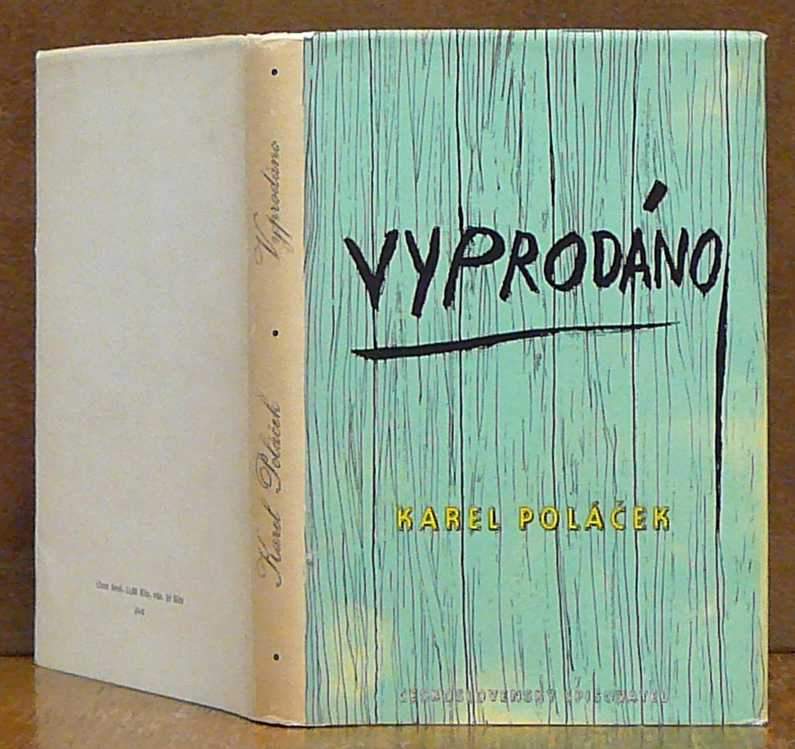 VYPRODÁNO
KAREL POLÁČEK
ČESKOSLOVENSKÝ SPISOVATEL
Karel Poláček
Vyprodáno